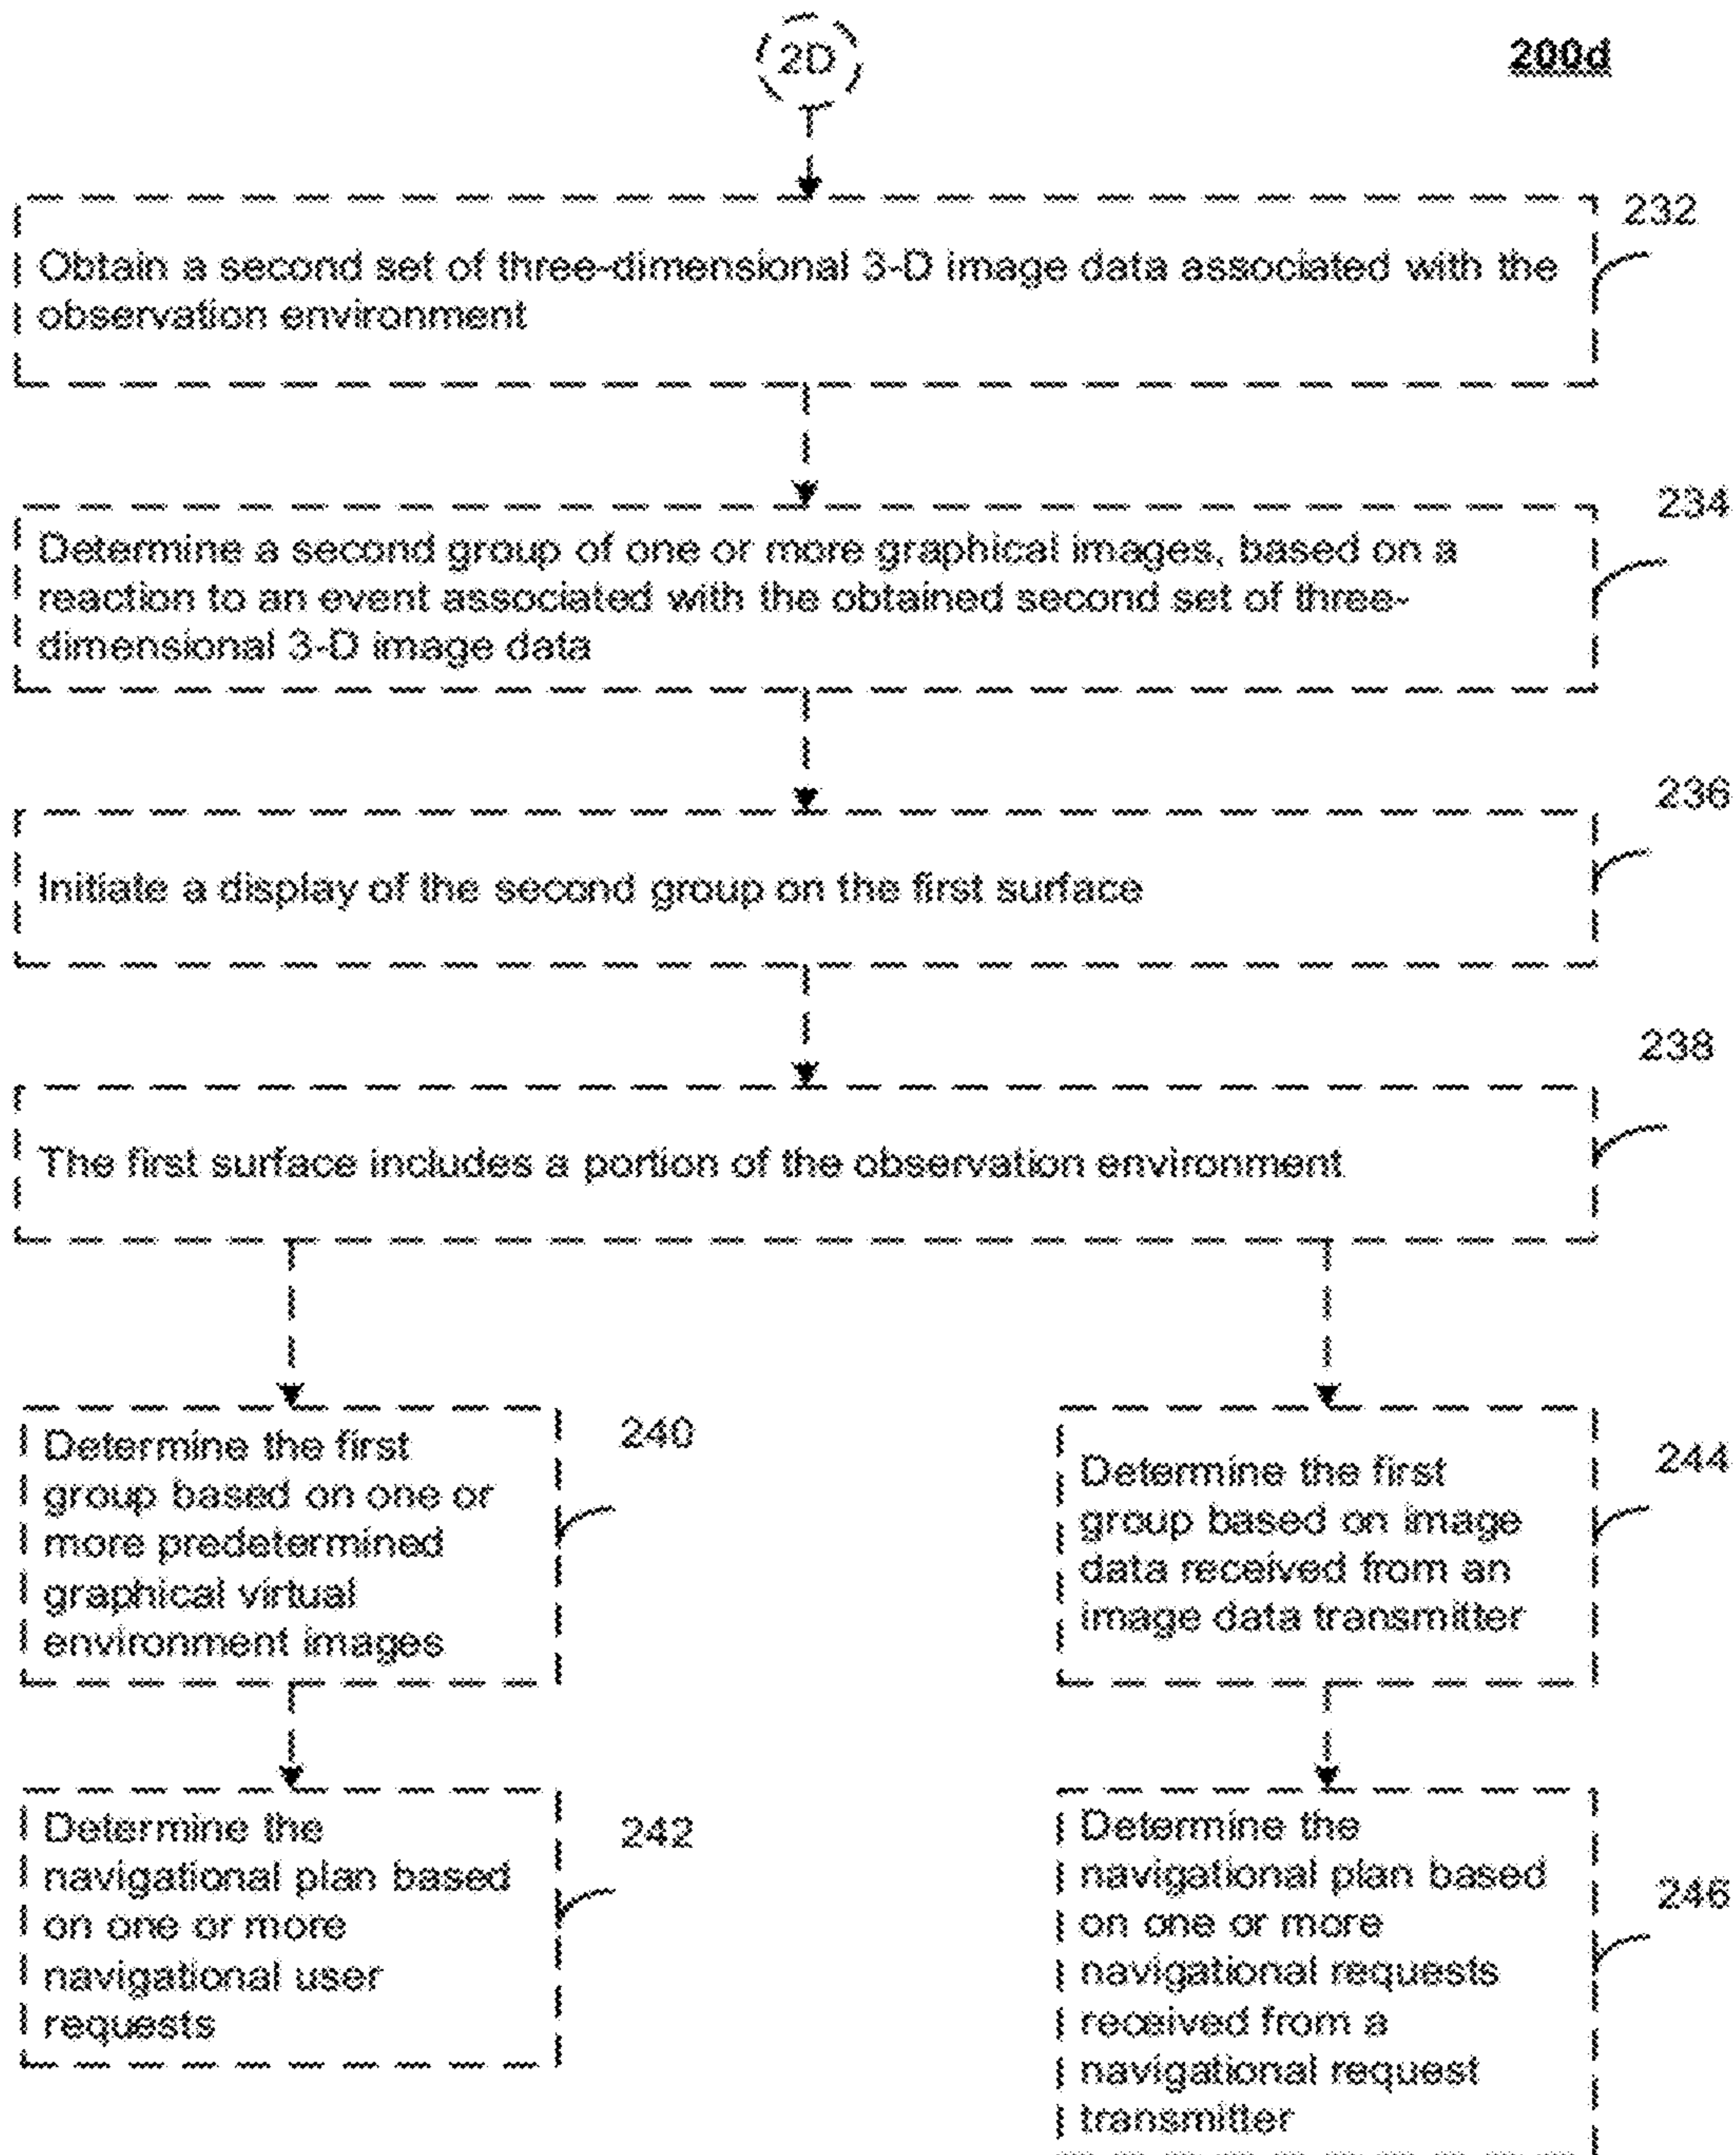 2D
200d
232
Obtain a second set of three-dimensional 3-D image data associated with the
observation environment
234
Determine a second group of one or more graphical images, based on a
reaction to an event associated with the obtained second set of three-
dimensional 3-D image data
236
Initiate a display of the second group on the first surface
238
The first surface includes a portion of the observation environment
240
Determine the first
group based on one or
more predetermined
graphical virtual
environment images
244
Determine the first
group based on image
data received from an
image data transmitter
242
Determine the
navigational plan based
on one or more
navigational user
requests
246
Determine the
navigational plan based
on one or more
navigational requests
received from a
navigational request
transmitter